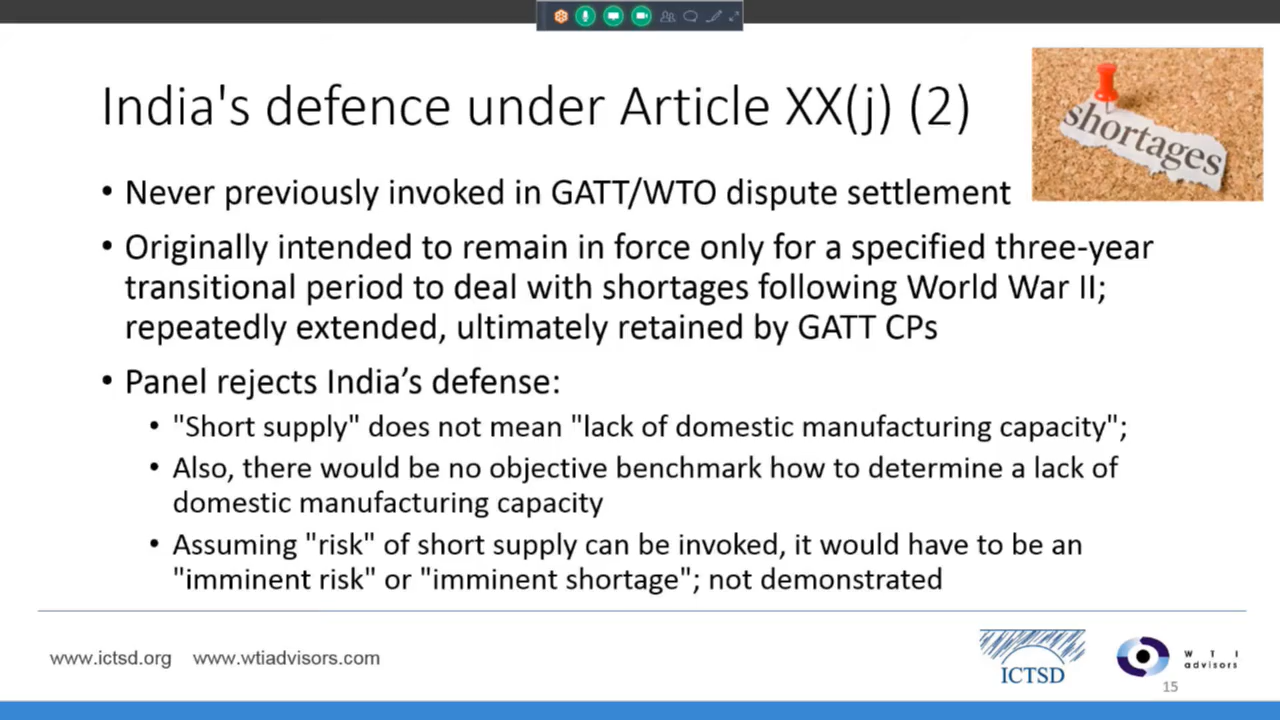 India's defence under Article XX(j) (2)
shortages
• Never previously invoked in GATT/WTO dispute settlement
• Originally intended to remain in force only for a specified three-year
transitional period to deal with shortages following World War II;
repeatedly extended, ultimately retained by GATT CPs
• Panel rejects India’s defense:
• "Short supply" does not mean "lack of domestic manufacturing capacity";
• Also, there would be no objective benchmark how to determine a lack of
domestic manufacturing capacity
• Assuming "risk" of short supply can be invoked, it would have to be an
"imminent risk" or "imminent shortage"; not demonstrated
www.ictsd.org www.wtiadvisors.com
ICTSD
W T I
advisors
15